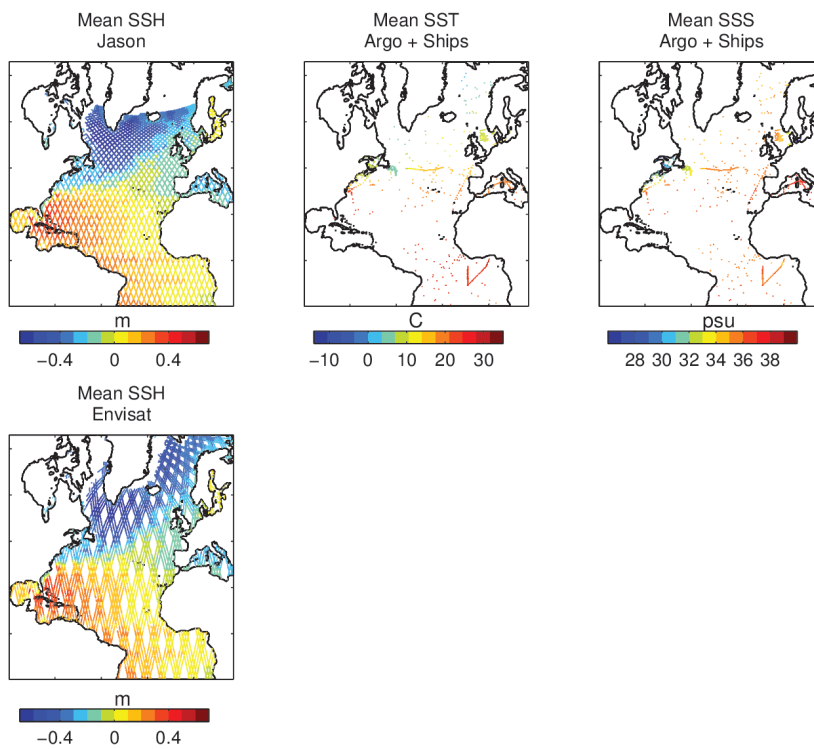 Mean SSH
Jason
Mean SST
Argo + Ships
Mean SSS
Argo + Ships
m
−0.4 0 0.4
C
−10 0 10 20 30
psu
28 30 32 34 36 38
Mean SSH
Envisat
m
−0.4 0 0.4